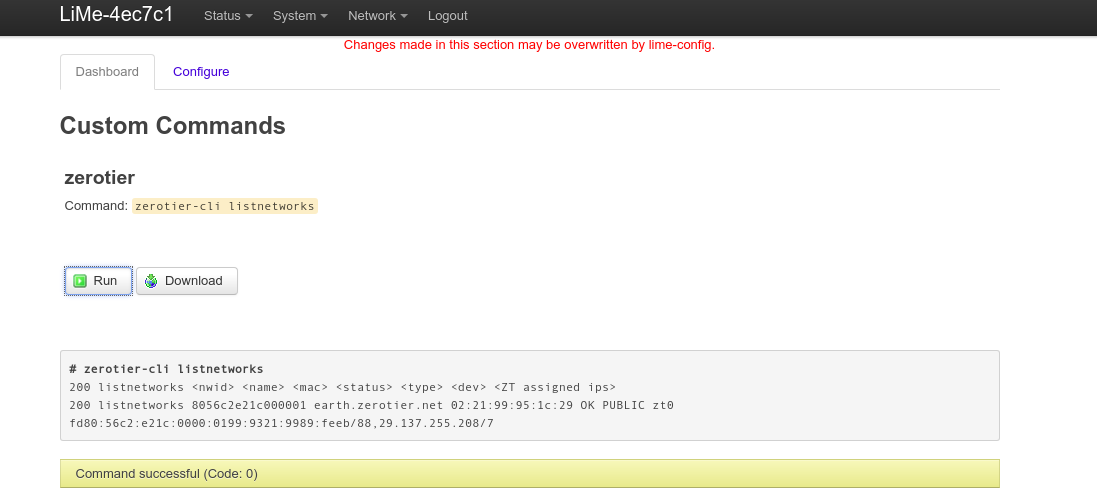 LiMe-4ec7c1 Status System Network Logout
Changes made in this section may be overwritten by lime-config.
Dashboard Configure
Custom Commands
zerotier
Command: zerotier-cli listnetworks
Run Download
# zerotier-cli listnetworks
200 listnetworks <nwid> <name> <mac> <status> <type> <dev> <ZT assigned ips>
200 listnetworks 8056c2e21c000001 earth.zerotier.net 02:21:99:95:1c:29 OK PUBLIC zt0
fd80:56c2:e21c:0000:0199:9321:9989:feeb/88,29.137.255.208/7
Command successful (Code: 0)